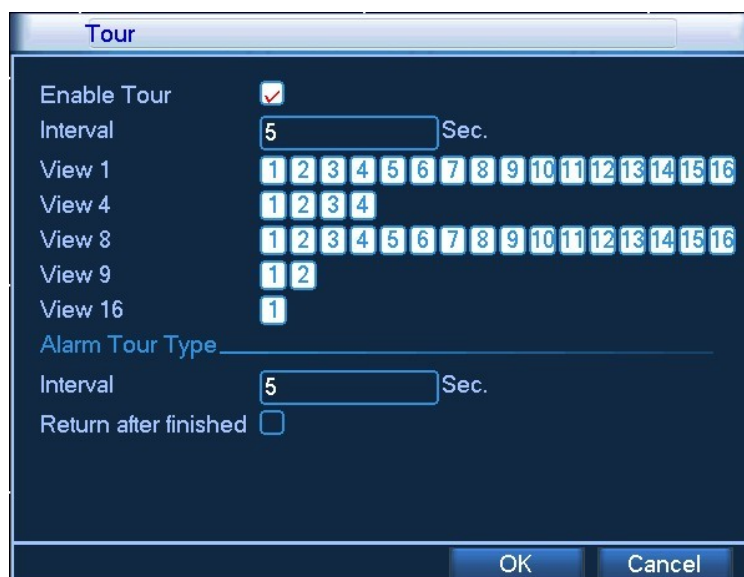 Tour
Enable Tour
Interval 5 Sec.
View 1 1 2 3 4 5 6 7 8 9 10 11 12 13 14 15 16
View 4 1 2 3 4
View 8 1 2 3 4 5 6 7 8 9 10 11 12 13 14 15 16
View 9 1 2
View 16 1
Alarm Tour Type
Interval 5 Sec.
Return after finished
OK Cancel